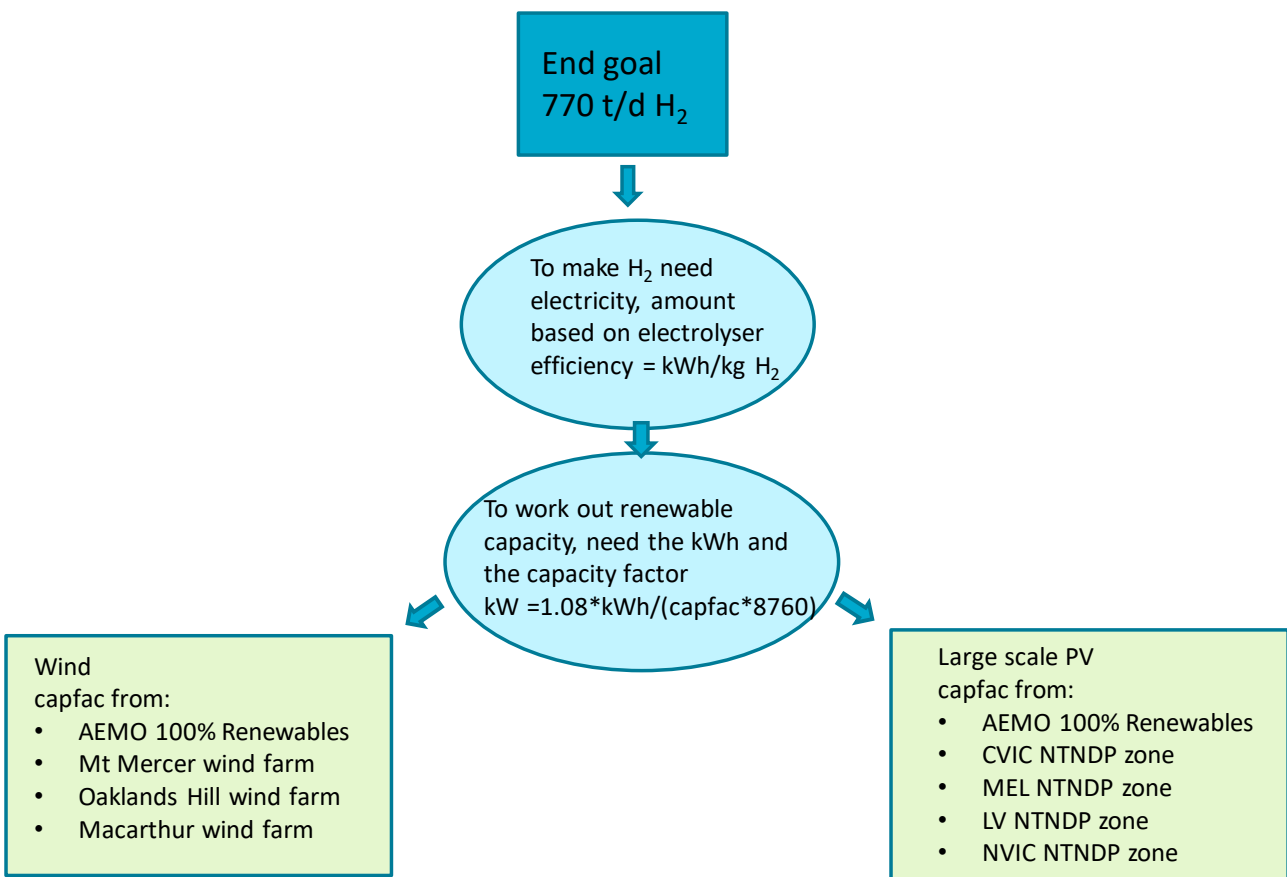 End goal
770 t/d H₂
To make H₂ need
electricity, amount
based on electrolyser
efficiency = kWh/kg H₂
To work out renewable
capacity, need the kWh and
the capacity factor
kW =1.08*kWh/(capfac*8760)
Wind
capfac from:
• AEMO 100% Renewables
• Mt Mercer wind farm
• Oaklands Hill wind farm
• Macarthur wind farm
Large scale PV
capfac from:
• AEMO 100% Renewables
• CVIC NTNDP zone
• MEL NTNDP zone
• LV NTNDP zone
• NVIC NTNDP zone